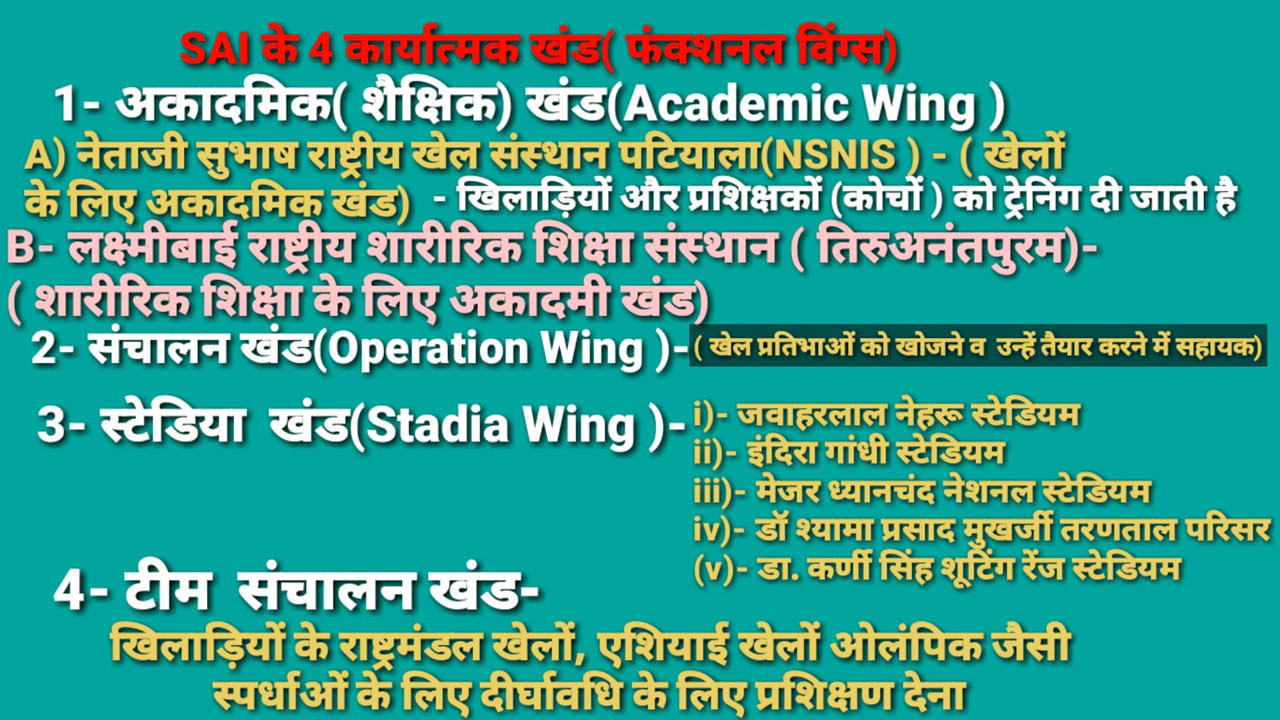 SAI के 4 कार्यात्मक खंड( फंक्शनल विंग्स)
1- अकादमिक( शैक्षिक) खंड(Academic Wing )
A) नेताजी सुभाष राष्ट्रीय खेल संस्थान पटियाला(NSNIS ) - ( खेलों
के लिए अकादमिक खंड) - खिलाड़ियों और प्रशिक्षकों (कोचों ) को ट्रेनिंग दी जाती है
B- लक्ष्मीबाई राष्ट्रीय शारीरिक शिक्षा संस्थान ( तिरुअनंतपुरम)-
( शारीरिक शिक्षा के लिए अकादमी खंड)
2- संचालन खंड(Operation Wing )- ( खेल प्रतिभाओं को खोजने व उन्हें तैयार करने में सहायक)
3- स्टेडिया खंड(Stadia Wing )-
i)- जवाहरलाल नेहरू स्टेडियम
ii)- इंदिरा गांधी स्टेडियम
iii)- मेजर ध्यानचंद नेशनल स्टेडियम
iv)- डॉ श्यामा प्रसाद मुखर्जी तरणताल परिसर
(v)- डा. कर्णी सिंह शूटिंग रेंज स्टेडियम
4- टीम संचालन खंड-
खिलाड़ियों के राष्ट्रमंडल खेलों, एशियाई खेलों ओलंपिक जैसी
स्पर्धाओं के लिए दीर्घावधि के लिए प्रशिक्षण देना